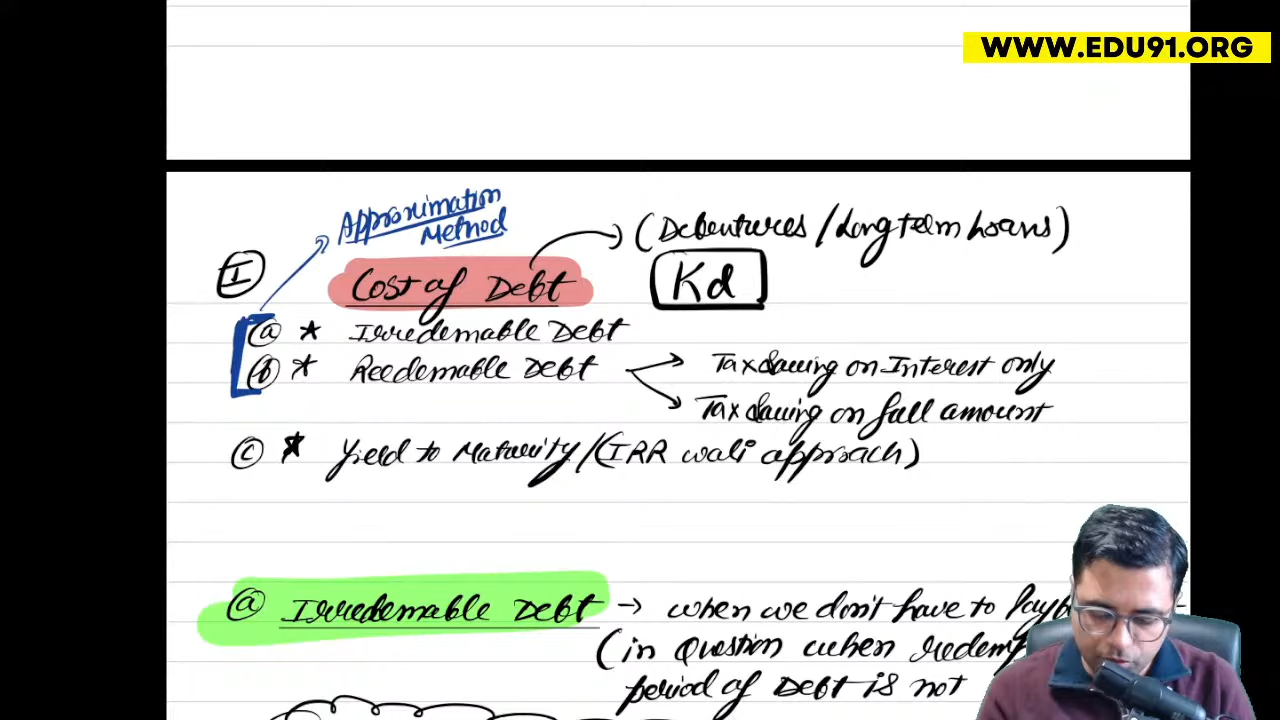 WWW.EDU91.ORG
Approximation
Method
(Debentures / Long term Loans)
I Cost of Debt Kd
a * Irredemable Debt
b * Reedemable Debt → Tax Saving on Interest only
→ Tax Saving on full amount
c * Yield to Maturity / (IRR wali approach)
a Irredemable Debt → when we don't have to Payb
(in Question when redemp
period of Debt is not